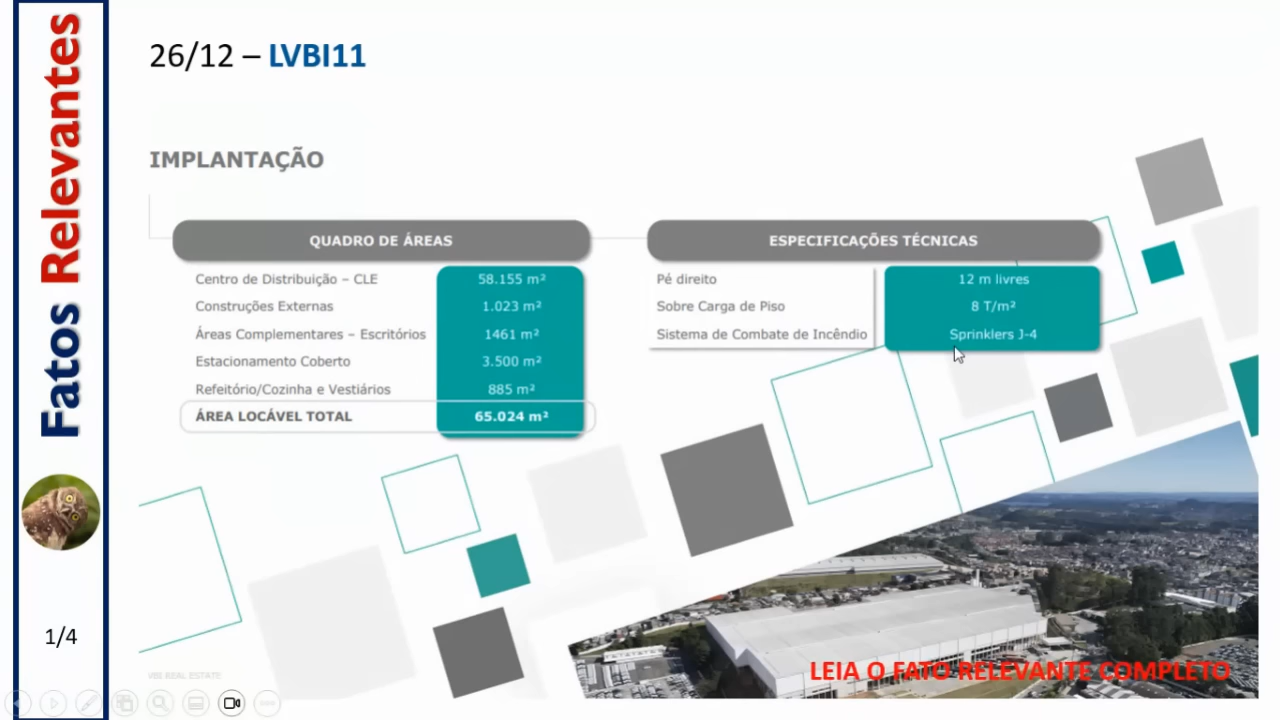 Fatos Relevantes
1/4
26/12 – LVBI11
IMPLANTAÇÃO
QUADRO DE ÁREAS
Centro de Distribuição – CLE 58.155 m²
Construções Externas 1.023 m²
Áreas Complementares – Escritórios 1461 m²
Estacionamento Coberto 3.500 m²
Refeitório/Cozinha e Vestiários 885 m²
ÁREA LOCÁVEL TOTAL 65.024 m²
ESPECIFICAÇÕES TÉCNICAS
Pé direito 12 m livres
Sobre Carga de Piso 8 T/m²
Sistema de Combate de Incêndio Sprinklers J-4
VBI REAL ESTATE
LEIA O FATO RELEVANTE COMPLETO